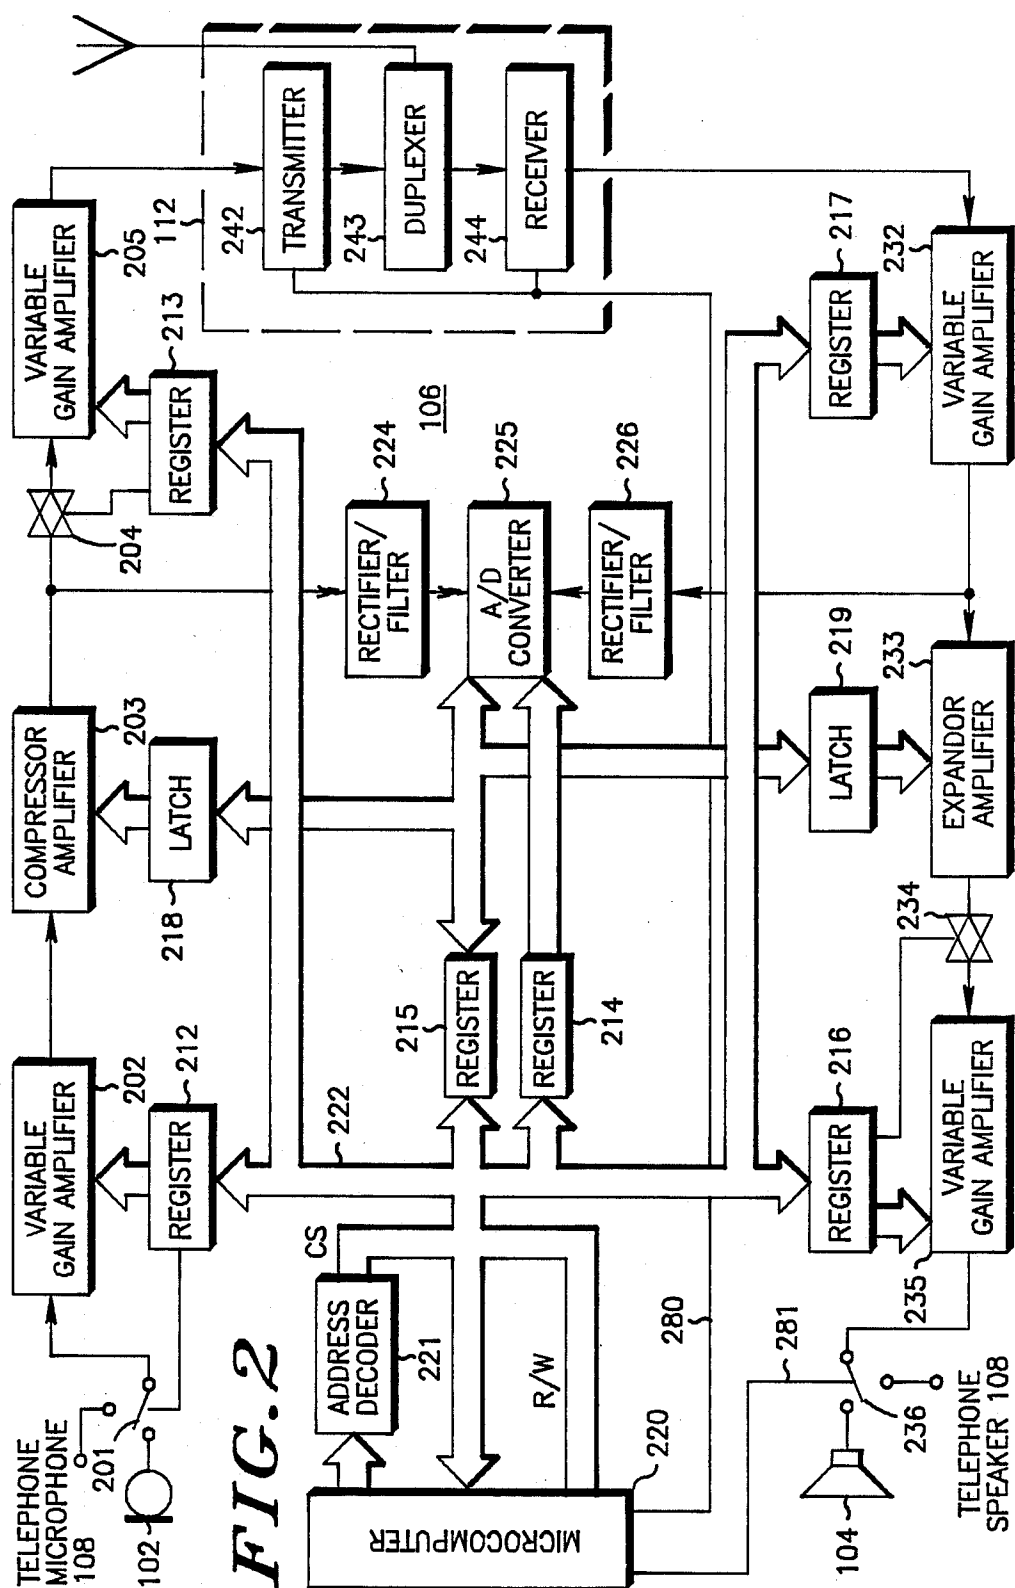 TELEPHONE
MICROPHONE
108
201
102
VARIABLE
GAIN AMPLIFIER
202
REGISTER
212
COMPRESSOR
AMPLIFIER
203
LATCH
218
204
VARIABLE
GAIN AMPLIFIER
205
REGISTER
213
112
TRANSMITTER
242
DUPLEXER
243
RECEIVER
244
FIG. 2
222
CS
ADDRESS
DECODER
221
R/W
MICROCOMPUTER
220
REGISTER
215
REGISTER
214
RECTIFIER/
FILTER
224
A/D
CONVERTER
225
RECTIFIER/
FILTER
226
106
280
281
REGISTER
216
LATCH
219
REGISTER
217
104
236
TELEPHONE
SPEAKER 108
235
VARIABLE
GAIN AMPLIFIER
234
EXPANDOR
AMPLIFIER
233
VARIABLE
GAIN AMPLIFIER
232